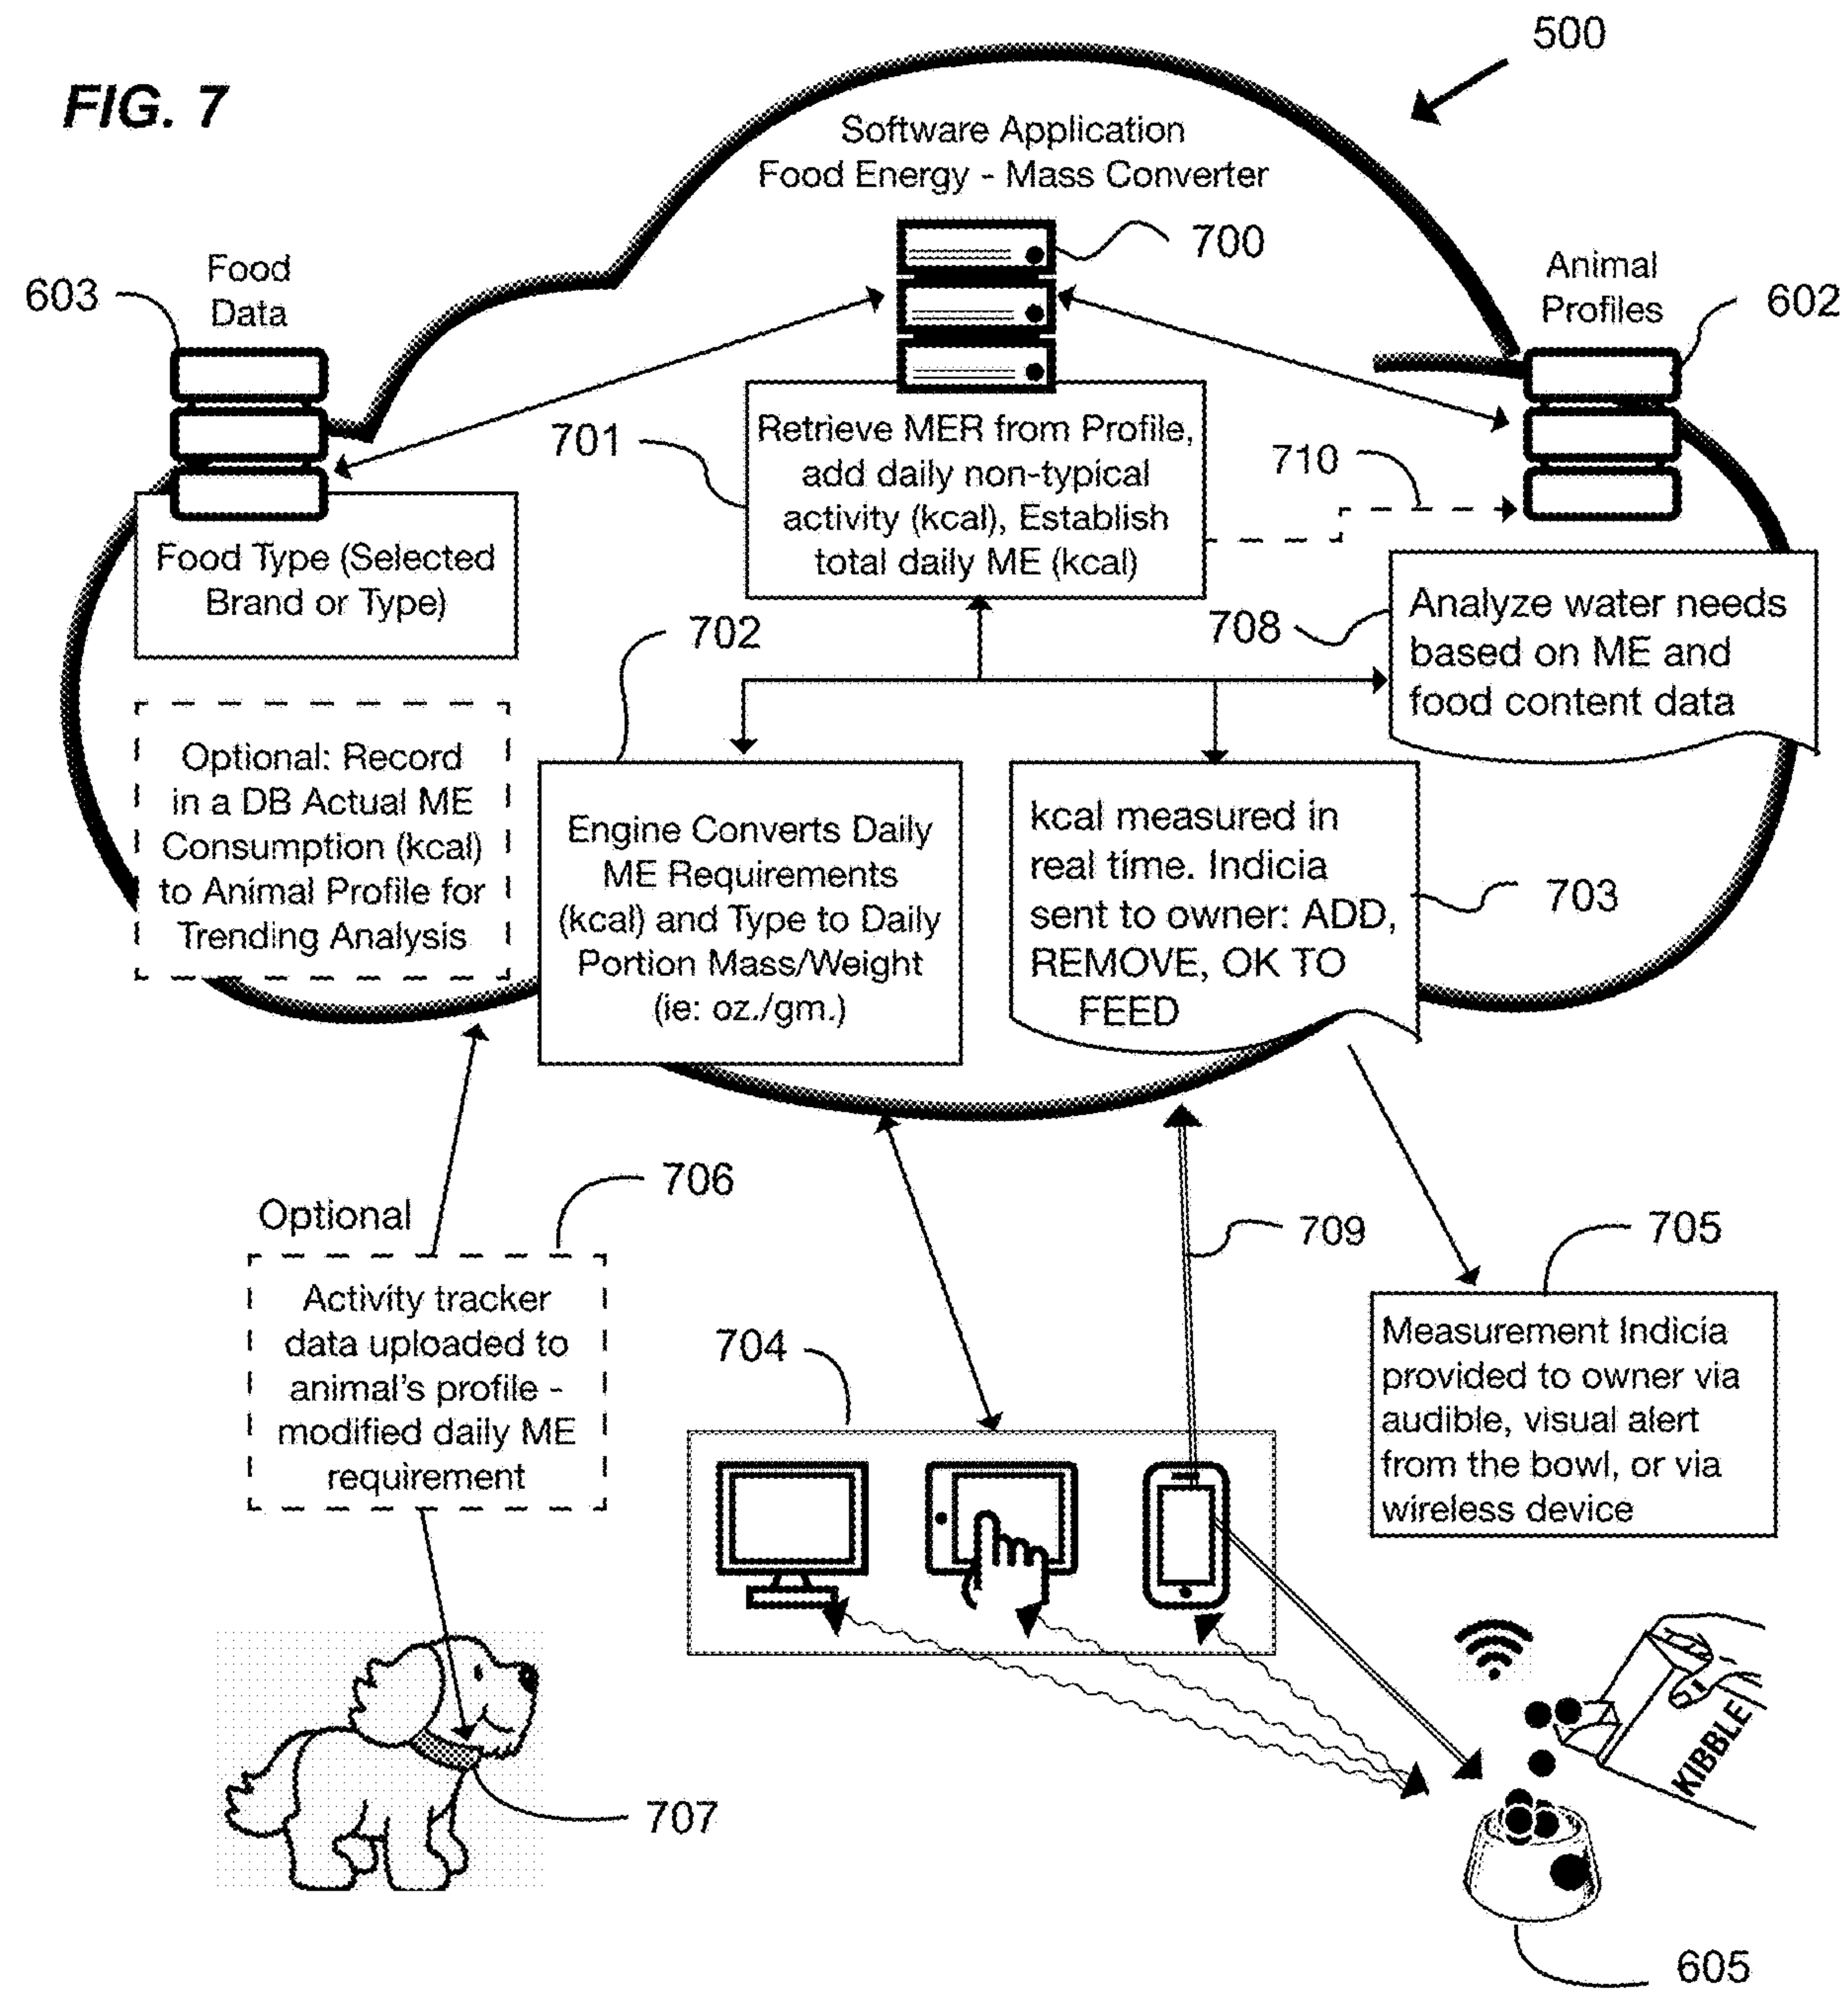 500
FIG. 7
Software Application
Food Energy - Mass Converter
700
Food
Data
603
Animal
Profiles
602
701
Retrieve MER from Profile,
add daily non-typical
activity (kcal), Establish
total daily ME (kcal)
710
Food Type (Selected
Brand or Type)
702
708
Analyze water needs
based on ME and
food content data
Optional: Record
in a DB Actual ME
Consumption (kcal)
to Animal Profile for
Trending Analysis
Engine Converts Daily
ME Requirements
(kcal) and Type to Daily
Portion Mass/Weight
(ie: oz./gm.)
kcal measured in
real time. Indicia
sent to owner: ADD,
REMOVE, OK TO
FEED
703
706
Optional
Activity tracker
data uploaded to
animal's profile -
modified daily ME
requirement
709
705
Measurement Indicia
provided to owner via
audible, visual alert
from the bowl, or via
wireless device
704
KIBBLE
707
605